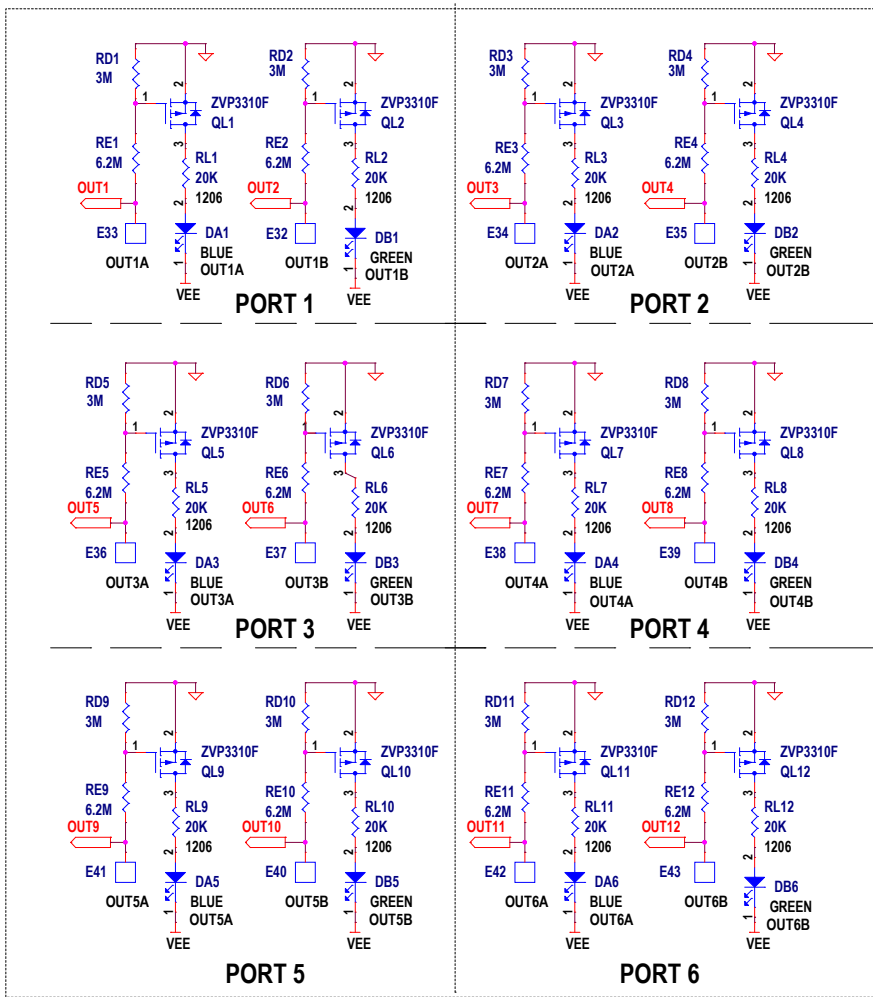 RD1
3M
2
1
ZVP3310F
QL1
RE1
6.2M
3
RL1
20K
1206
OUT1
2
E33
OUT1A
DA1
BLUE
OUT1A
1
VEE
RD2
3M
2
1
ZVP3310F
QL2
RE2
6.2M
3
RL2
20K
1206
OUT2
2
E32
OUT1B
DB1
GREEN
OUT1B
1
VEE
PORT 1
RD3
3M
2
1
ZVP3310F
QL3
RE3
6.2M
3
RL3
20K
1206
OUT3
2
E34
OUT2A
DA2
BLUE
OUT2A
1
VEE
RD4
3M
2
1
ZVP3310F
QL4
RE4
6.2M
3
RL4
20K
1206
OUT4
2
E35
OUT2B
DB2
GREEN
OUT2B
1
VEE
PORT 2
RD5
3M
2
1
ZVP3310F
QL5
RE5
6.2M
3
RL5
20K
1206
OUT5
2
E36
OUT3A
DA3
BLUE
OUT3A
1
VEE
RD6
3M
2
1
ZVP3310F
QL6
RE6
6.2M
3
RL6
20K
1206
OUT6
2
E37
OUT3B
DB3
GREEN
OUT3B
1
VEE
PORT 3
RD7
3M
2
1
ZVP3310F
QL7
RE7
6.2M
3
RL7
20K
1206
OUT7
2
E38
OUT4A
DA4
BLUE
OUT4A
1
VEE
RD8
3M
2
1
ZVP3310F
QL8
RE8
6.2M
3
RL8
20K
1206
OUT8
2
E39
OUT4B
DB4
GREEN
OUT4B
1
VEE
PORT 4
RD9
3M
2
1
ZVP3310F
QL9
RE9
6.2M
3
RL9
20K
1206
OUT9
2
E41
OUT5A
DA5
BLUE
OUT5A
1
VEE
RD10
3M
2
1
ZVP3310F
QL10
RE10
6.2M
3
RL10
20K
1206
OUT10
2
E40
OUT5B
DB5
GREEN
OUT5B
1
VEE
PORT 5
RD11
3M
2
1
ZVP3310F
QL11
RE11
6.2M
3
RL11
20K
1206
OUT11
2
E42
OUT6A
DA6
BLUE
OUT6A
1
VEE
RD12
3M
2
1
ZVP3310F
QL12
RE12
6.2M
3
RL12
20K
1206
OUT12
2
E43
OUT6B
DB6
GREEN
OUT6B
1
VEE
PORT 6